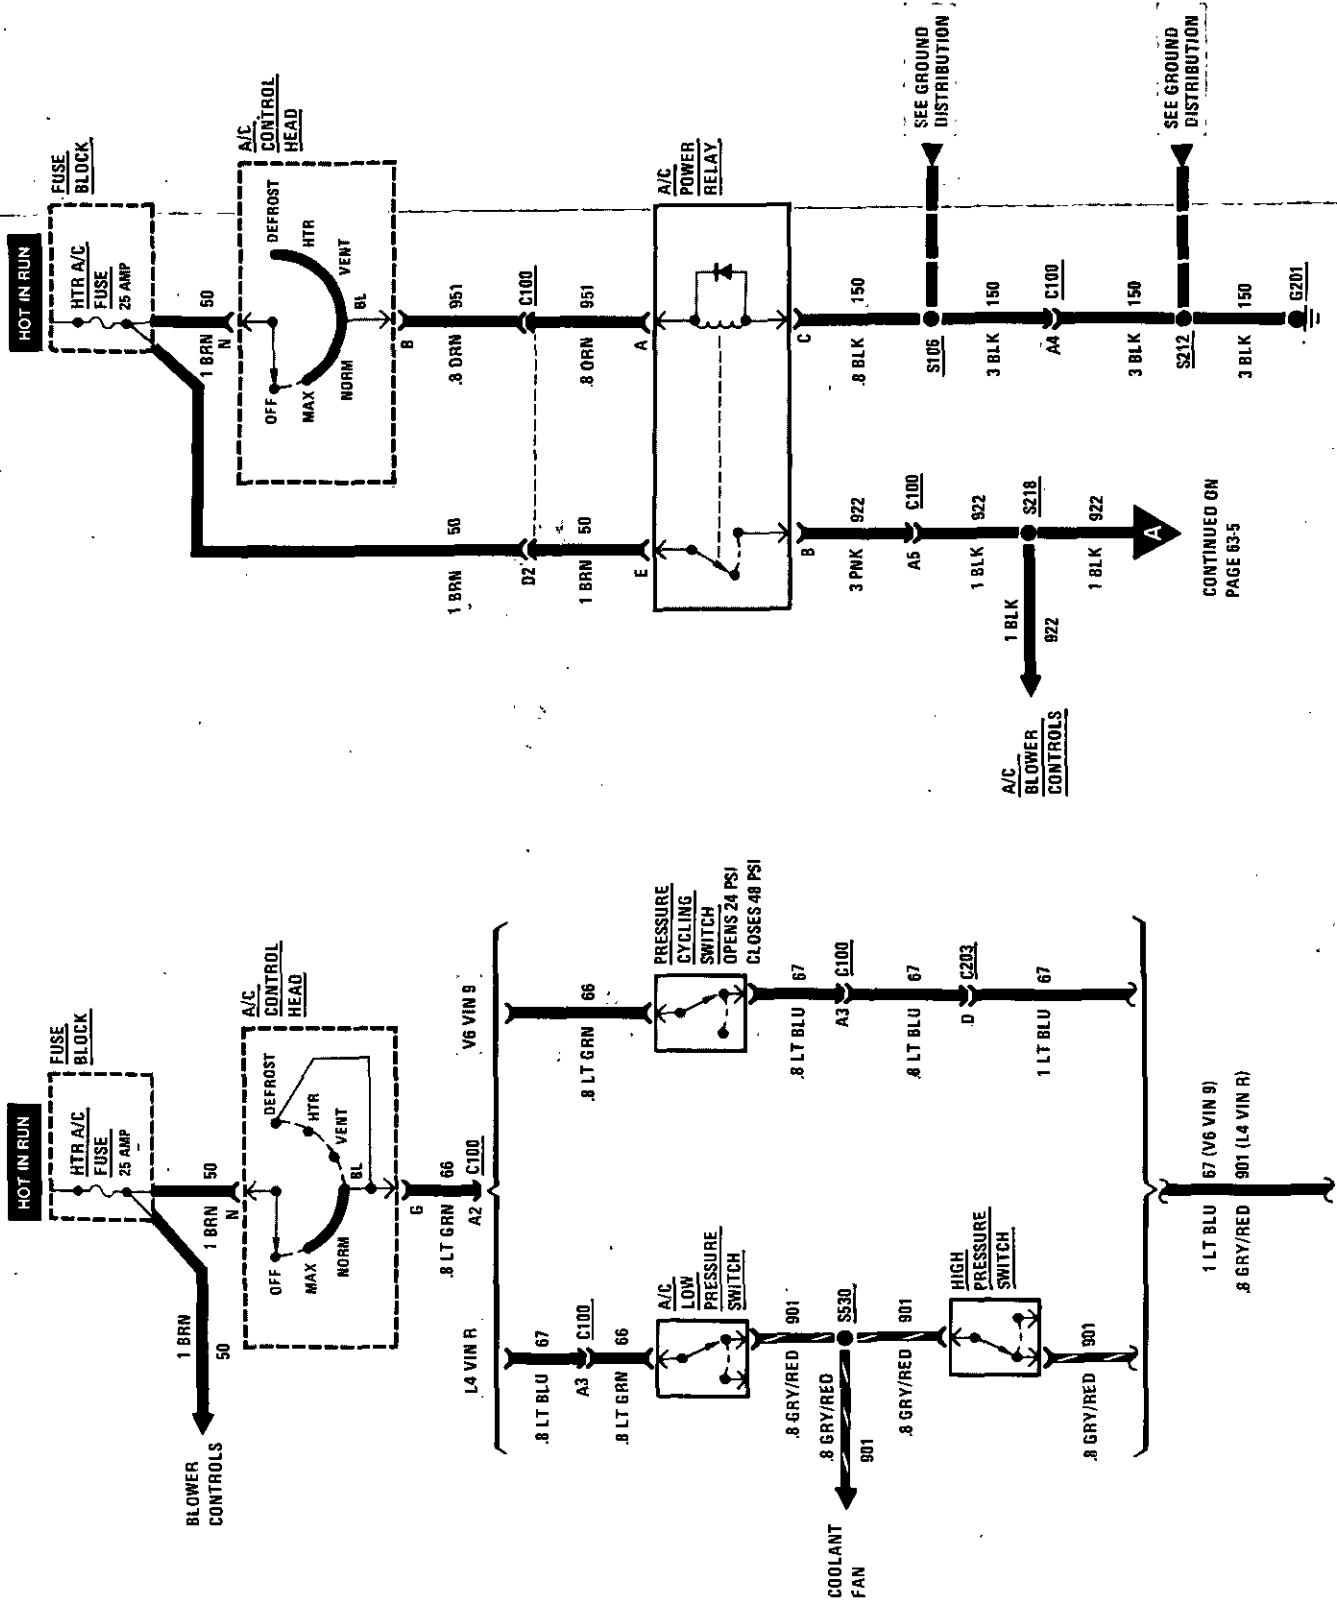 HOT IN RUN
FUSE
BLOCK
HTR A/C
FUSE
25 AMP
1 BRN
50
N
1 BRN
50
BLOWER
CONTROLS
A/C
CONTROL
HEAD
OFF
MAX
NORM
BL
VENT
HTR
DEFROST
G
.8 LT GRN
66
A2
C100
L4 VIN R
.8 LT BLU
67
A3
C100
.8 LT GRN
66
A/C
LOW
PRESSURE
SWITCH
.8 GRY/RED
901
S530
.8 GRY/RED
901
COOLANT
FAN
.8 GRY/RED
901
HIGH
PRESSURE
SWITCH
.8 GRY/RED
901
V6 VIN 9
.8 LT GRN
66
PRESSURE
CYCLING
SWITCH
OPENS 24 PSI
CLOSES 48 PSI
.8 LT BLU
67
A3
C100
.8 LT BLU
67
D
C203
1 LT BLU
67
1 LT BLU
67 (V6 VIN 9)
.8 GRY/RED
901 (L4 VIN R)
HOT IN RUN
FUSE
BLOCK
HTR A/C
FUSE
25 AMP
1 BRN
50
N
A/C
CONTROL
HEAD
OFF
MAX
NORM
BL
VENT
HTR
DEFROST
B
.8 ORN
951
C100
.8 ORN
951
A
1 BRN
50
D2
1 BRN
50
E
A/C
POWER
RELAY
B
3 PNK
922
A5
C100
1 BLK
922
S218
1 BLK
922
A/C
BLOWER
CONTROLS
1 BLK
922
A
CONTINUED ON
PAGE 63-5
C
.8 BLK
150
S106
SEE GROUND
DISTRIBUTION
3 BLK
150
A4
C100
3 BLK
150
S212
SEE GROUND
DISTRIBUTION
3 BLK
150
G201